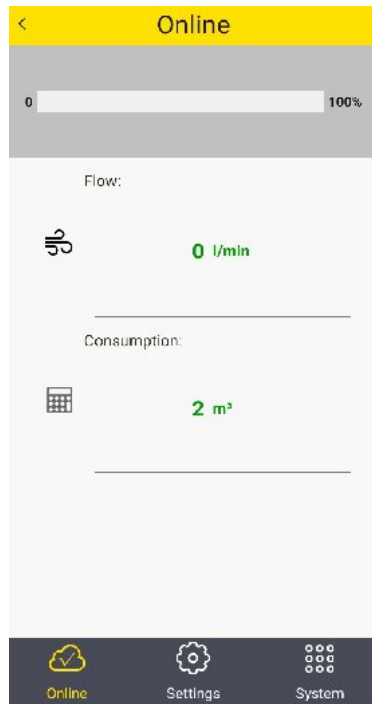 <
Online
0 100%
Flow:
0 l/min
Consumption:
2 m³
Online Settings System